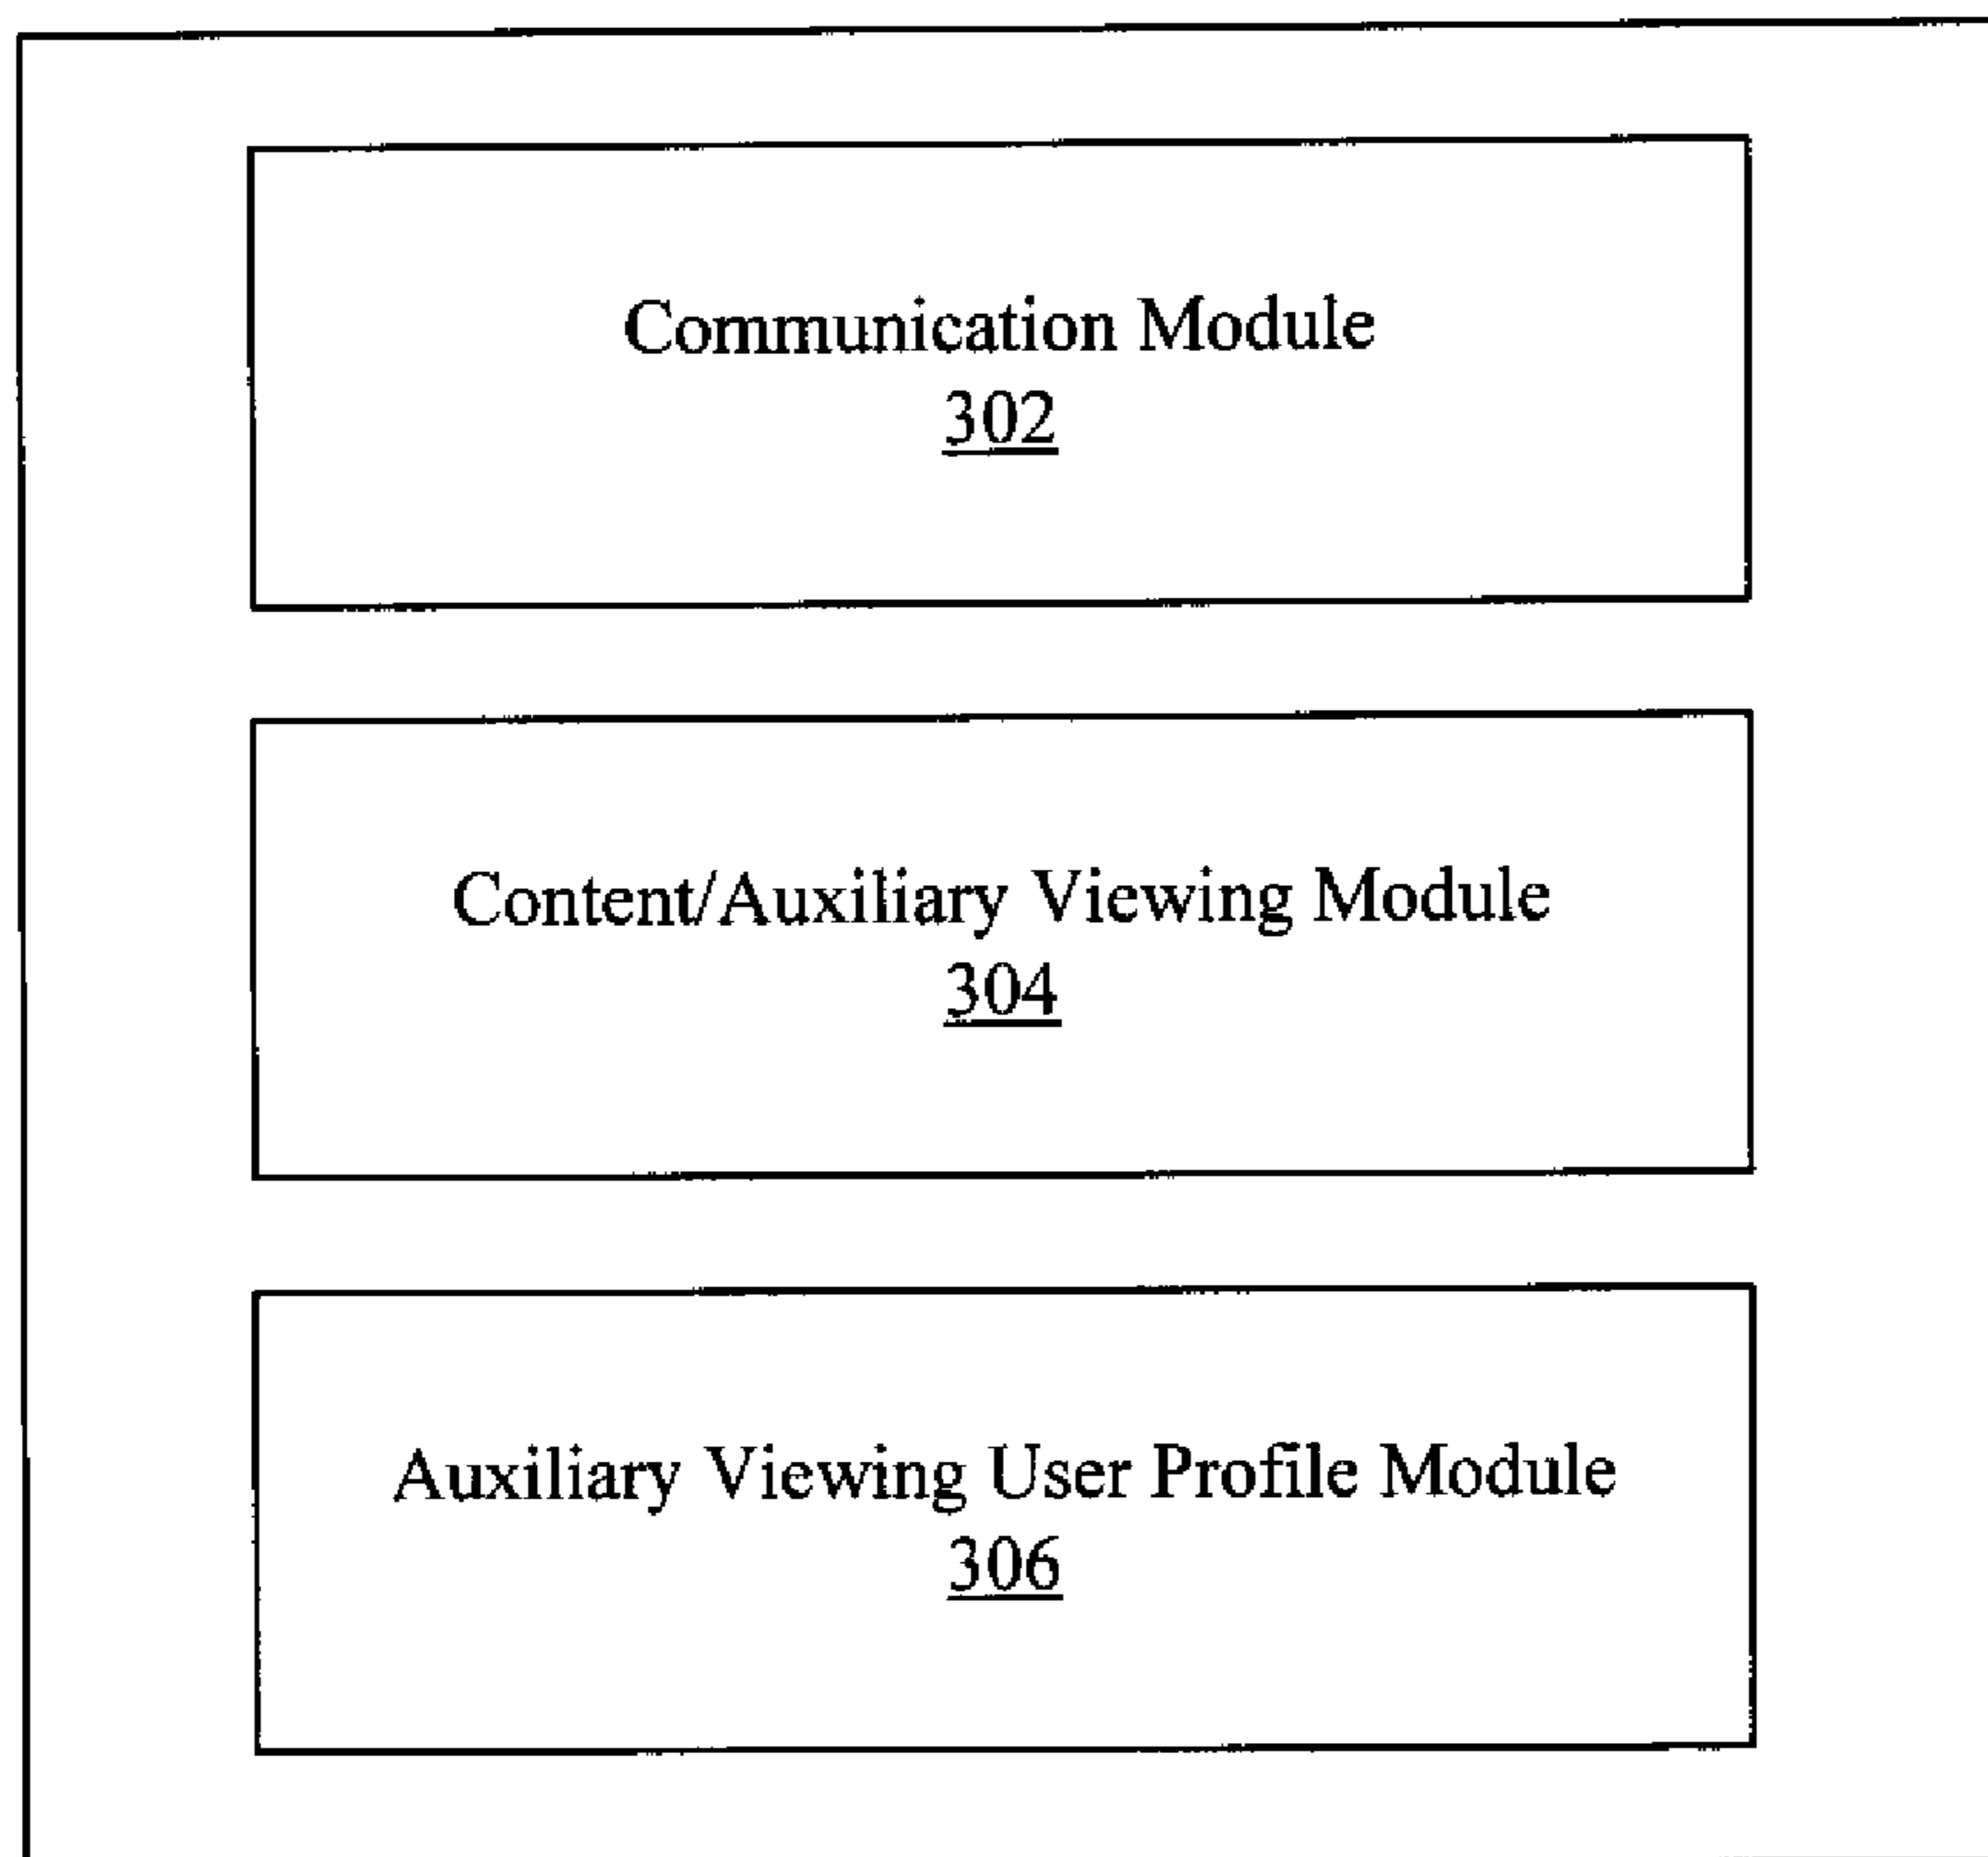 Communication Module
302
Content/Auxiliary Viewing Module
304
Auxiliary Viewing User Profile Module
306